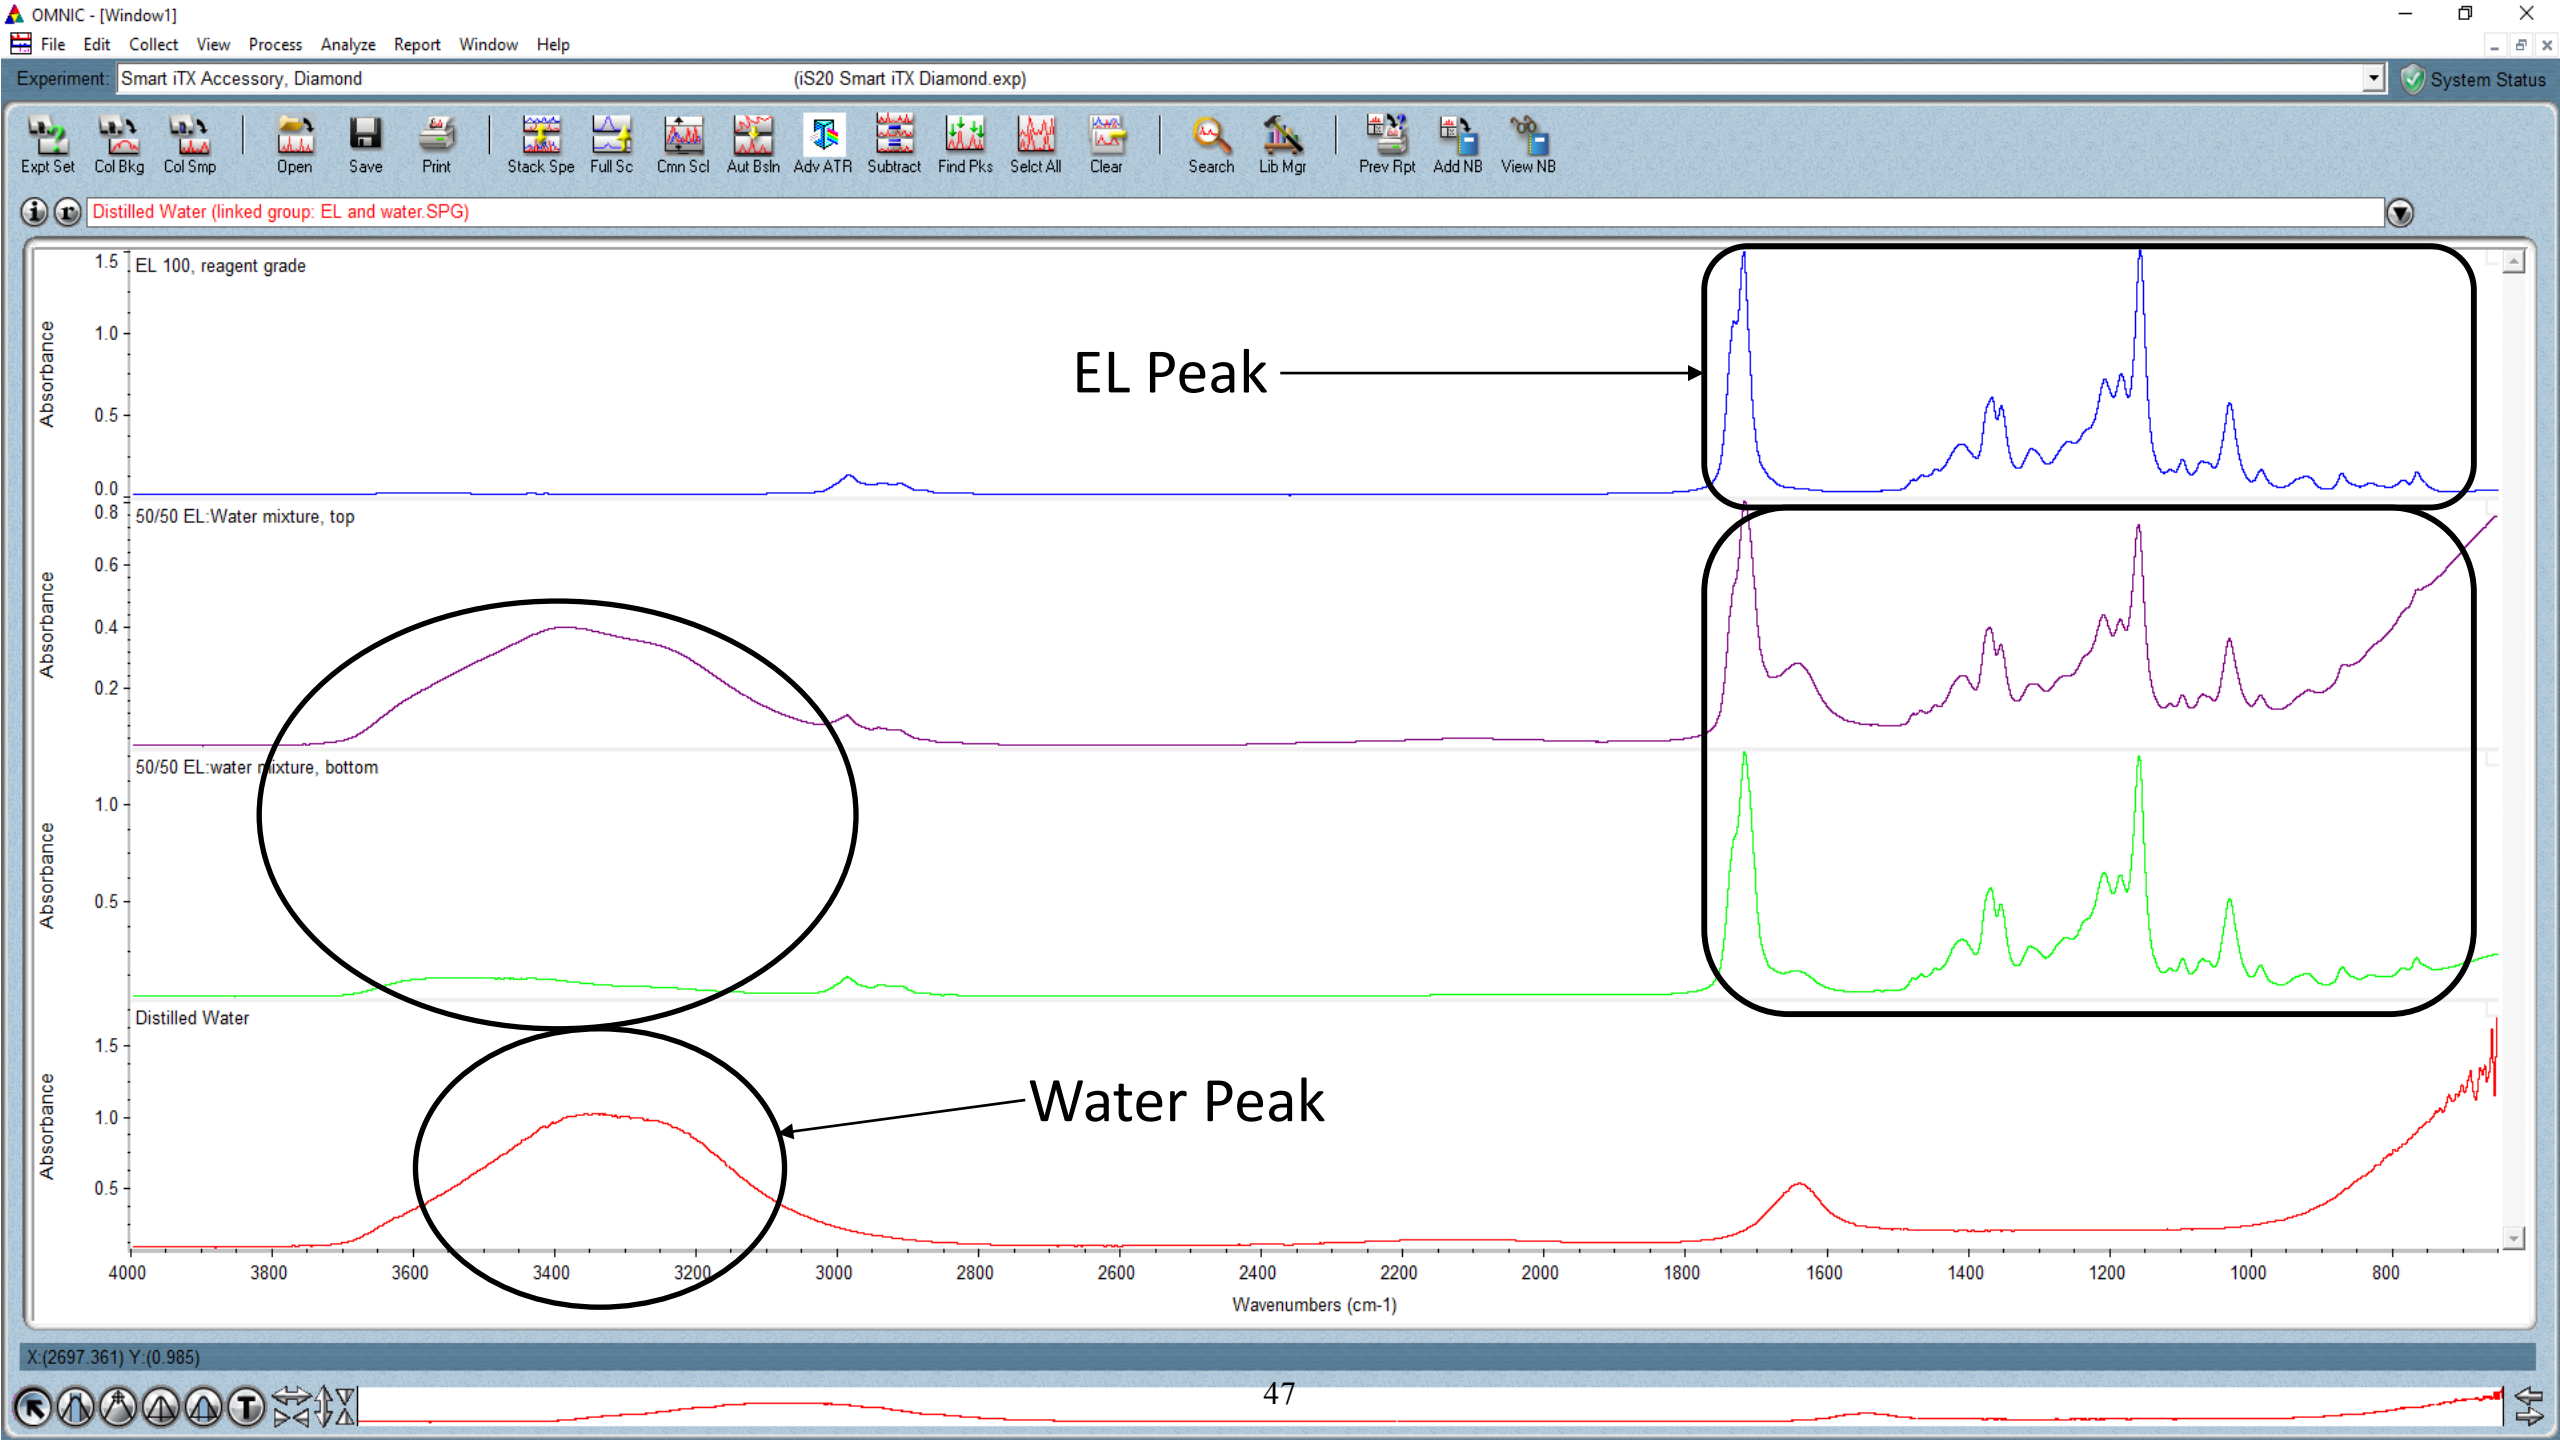 OMNIC - [Window1]
File Edit Collect View Process Analyze Report Window Help
Experiment: Smart iTX Accessory, Diamond (iS20 Smart iTX Diamond.exp) System Status
Expt Set Col Bkg Col Smp Open Save Print Stack Spe Full Sc Cmn Scl Aut Bsln Adv ATR Subtract Find Pks Selct All Clear Search Lib Mgr Prev Rpt Add NB View NB
Distilled Water (linked group: EL and water.SPG)
EL 100, reagent grade
Absorbance
1.5
1.0
0.5
0.0
EL Peak
50/50 EL:Water mixture, top
Absorbance
0.8
0.6
0.4
0.2
50/50 EL:water mixture, bottom
Absorbance
1.0
0.5
Distilled Water
Absorbance
1.5
1.0
0.5
Water Peak
4000 3800 3600 3400 3200 3000 2800 2600 2400 2200 2000 1800 1600 1400 1200 1000 800
Wavenumbers (cm-1)
X:(2697.361) Y:(0.985)
T
47